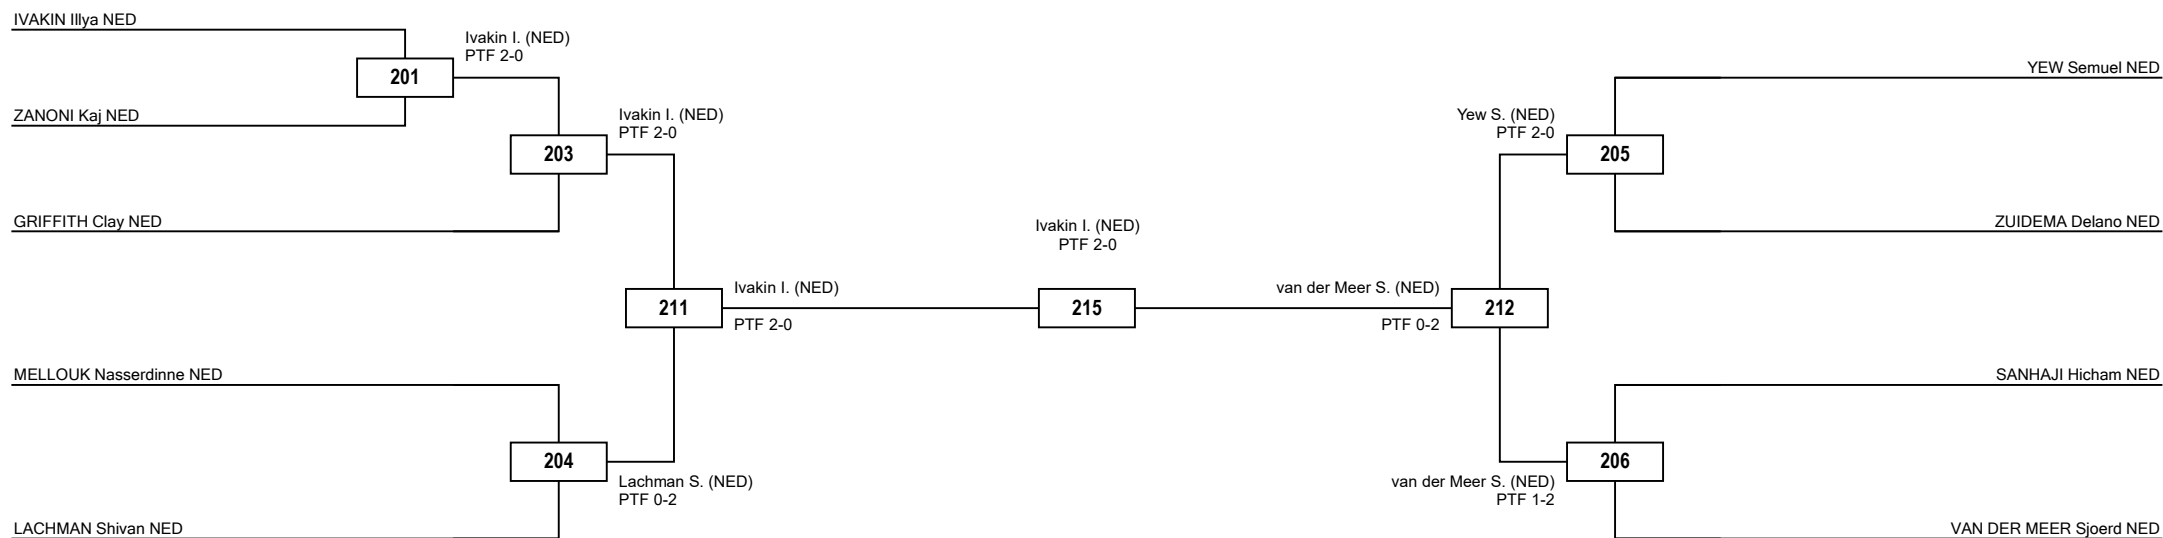 IVAKIN Illya NED
Ivakin I. (NED)
PTF 2-0
201
ZANONI Kaj NED
Ivakin I. (NED)
PTF 2-0
203
GRIFFITH Clay NED
Ivakin I. (NED)
PTF 2-0
211
MELLOUK Nasserdinne NED
204
Lachman S. (NED)
PTF 0-2
LACHMAN Shivan NED
Ivakin I. (NED)
PTF 2-0
215
YEW Semuel NED
Yew S. (NED)
PTF 2-0
205
ZUIDEMA Delano NED
van der Meer S. (NED)
PTF 0-2
212
SANHAJI Hicham NED
206
van der Meer S. (NED)
PTF 1-2
VAN DER MEER Sjoerd NED